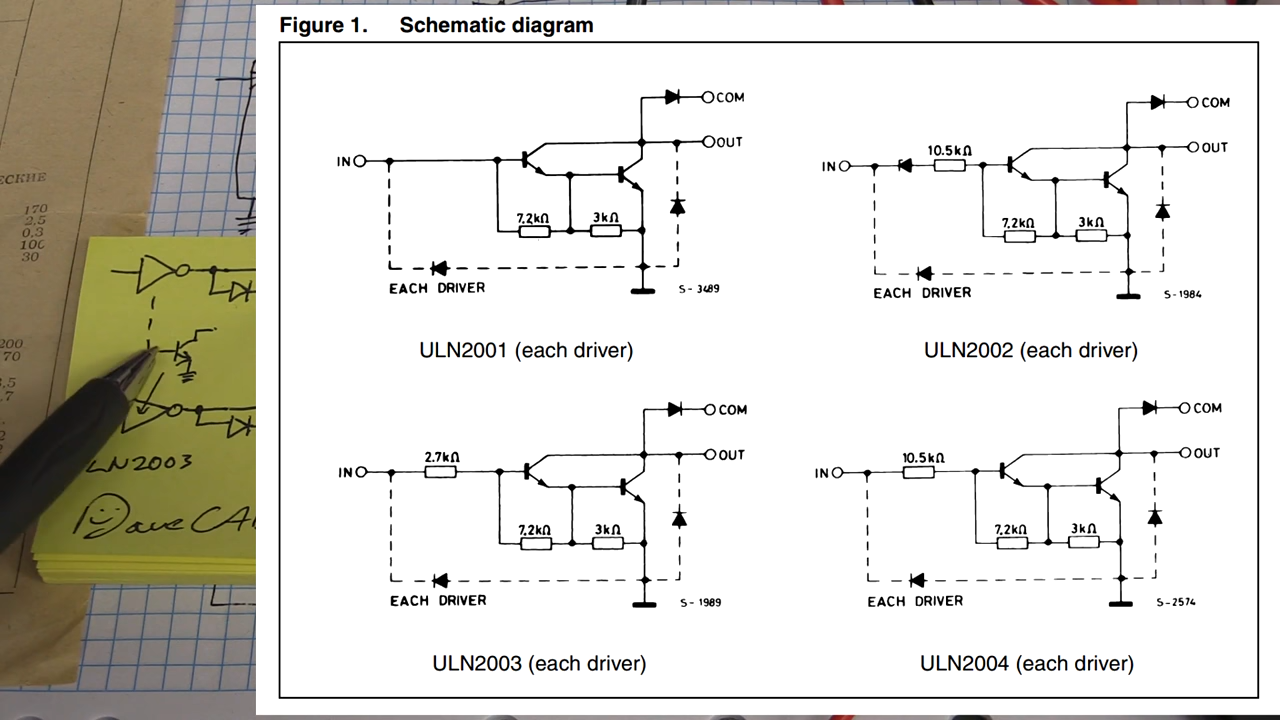 Figure 1. Schematic diagram
COM
OUT
IN
7.2kΩ 3kΩ
EACH DRIVER
S-3489
ULN2001 (each driver)
COM
OUT
IN
10.5kΩ
7.2kΩ 3kΩ
EACH DRIVER
S-1984
ULN2002 (each driver)
COM
OUT
IN
2.7kΩ
7.2kΩ 3kΩ
EACH DRIVER
S-1989
ULN2003 (each driver)
COM
OUT
IN
10.5kΩ
7.2kΩ 3kΩ
EACH DRIVER
S-2574
ULN2004 (each driver)
ЕСКИЕ
170
2.5
0.3
100
30
200
70
LN2003
Dave CA